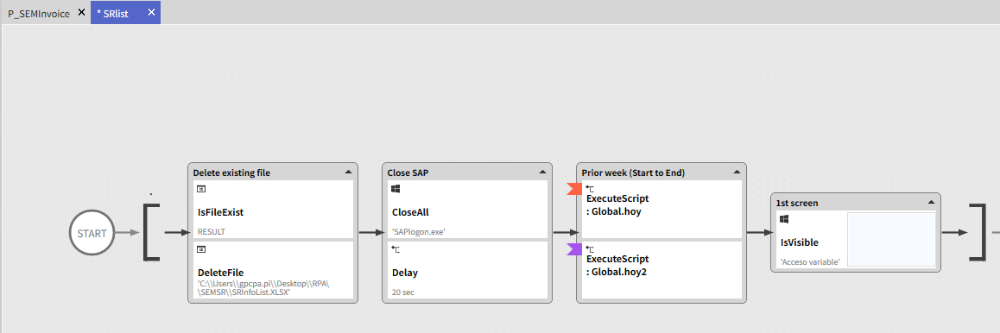 P_SEMInvoice
* SRlist
START
Delete existing file
IsFileExist
RESULT
DeleteFile
'C:\\Users\\gpcpa.pi\\Desktop\\RPA\
\SEMSR\\SRInfoList.XLSX'
Close SAP
CloseAll
'SAPlogon.exe'
Delay
20 sec
Prior week (Start to End)
ExecuteScript
: Global.hoy
ExecuteScript
: Global.hoy2
1st screen
IsVisible
'Acceso variable'